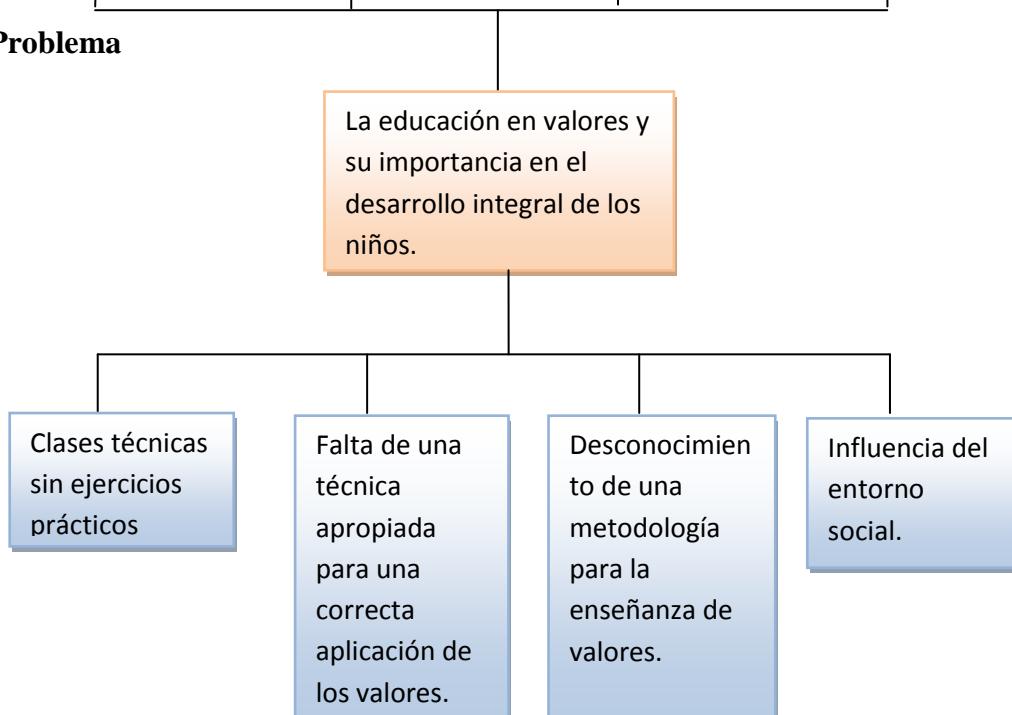 Problema
La educación en valores y
su importancia en el
desarrollo integral de los
niños.
Clases técnicas
sin ejercicios
prácticos
Falta de una
técnica
apropiada
para una
correcta
aplicación de
los valores.
Desconocimien
to de una
metodología
para la
enseñanza de
valores.
Influencia del
entorno
social.